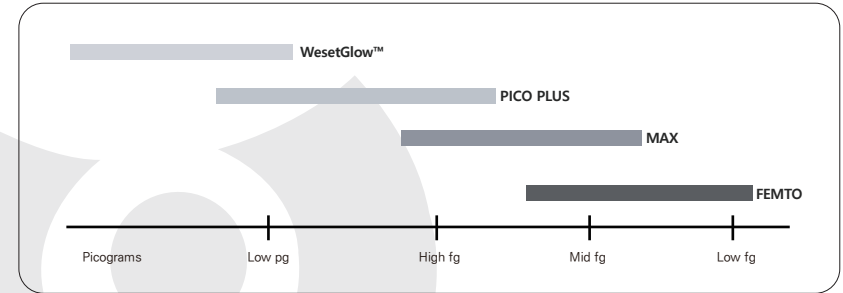 WesetGlow™
PICO PLUS
MAX
FEMTO
Picograms Low pg High fg Mid fg Low fg